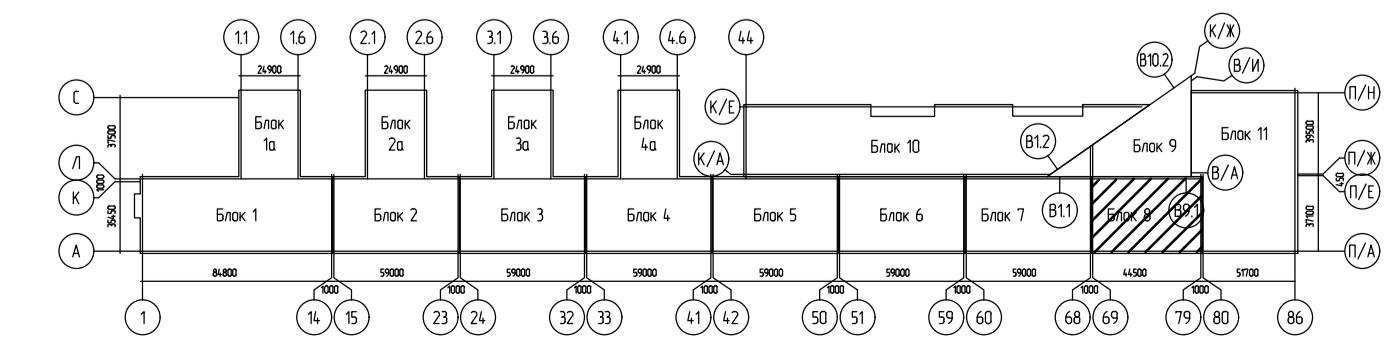 1.1 1.6 2.1 2.6 3.1 3.6 4.1 4.6 44 К/Ж
В10.2 В/И
24900 24900 24900 24900
С К/Е П/Н
Блок 1а Блок 2а Блок 3а Блок 4а
37500 39500
Блок 10 Блок 9 Блок 11
В1.2
Л К/А П/Ж
1000 450
К В/А П/Е
35450 37100
Блок 1 Блок 2 Блок 3 Блок 4 Блок 5 Блок 6 Блок 7 В1.1 Блок 8 В9.1
А П/А
84800 59000 59000 59000 59000 59000 59000 44500 51700
1000 1000 1000 1000 1000 1000 1000 1000
1 14 15 23 24 32 33 41 42 50 51 59 60 68 69 79 80 86